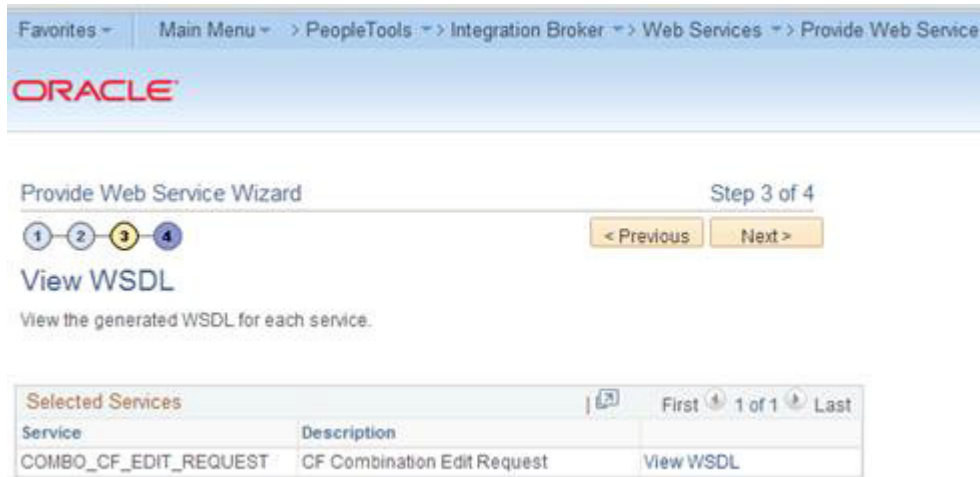 Favorites Main Menu > PeopleTools > Integration Broker > Web Services > Provide Web Service
ORACLE
Provide Web Service Wizard Step 3 of 4
1 2 3 4 < Previous Next >
View WSDL
View the generated WSDL for each service.
Selected Services | First 1 of 1 Last
Service Description
COMBO_CF_EDIT_REQUEST CF Combination Edit Request View WSDL